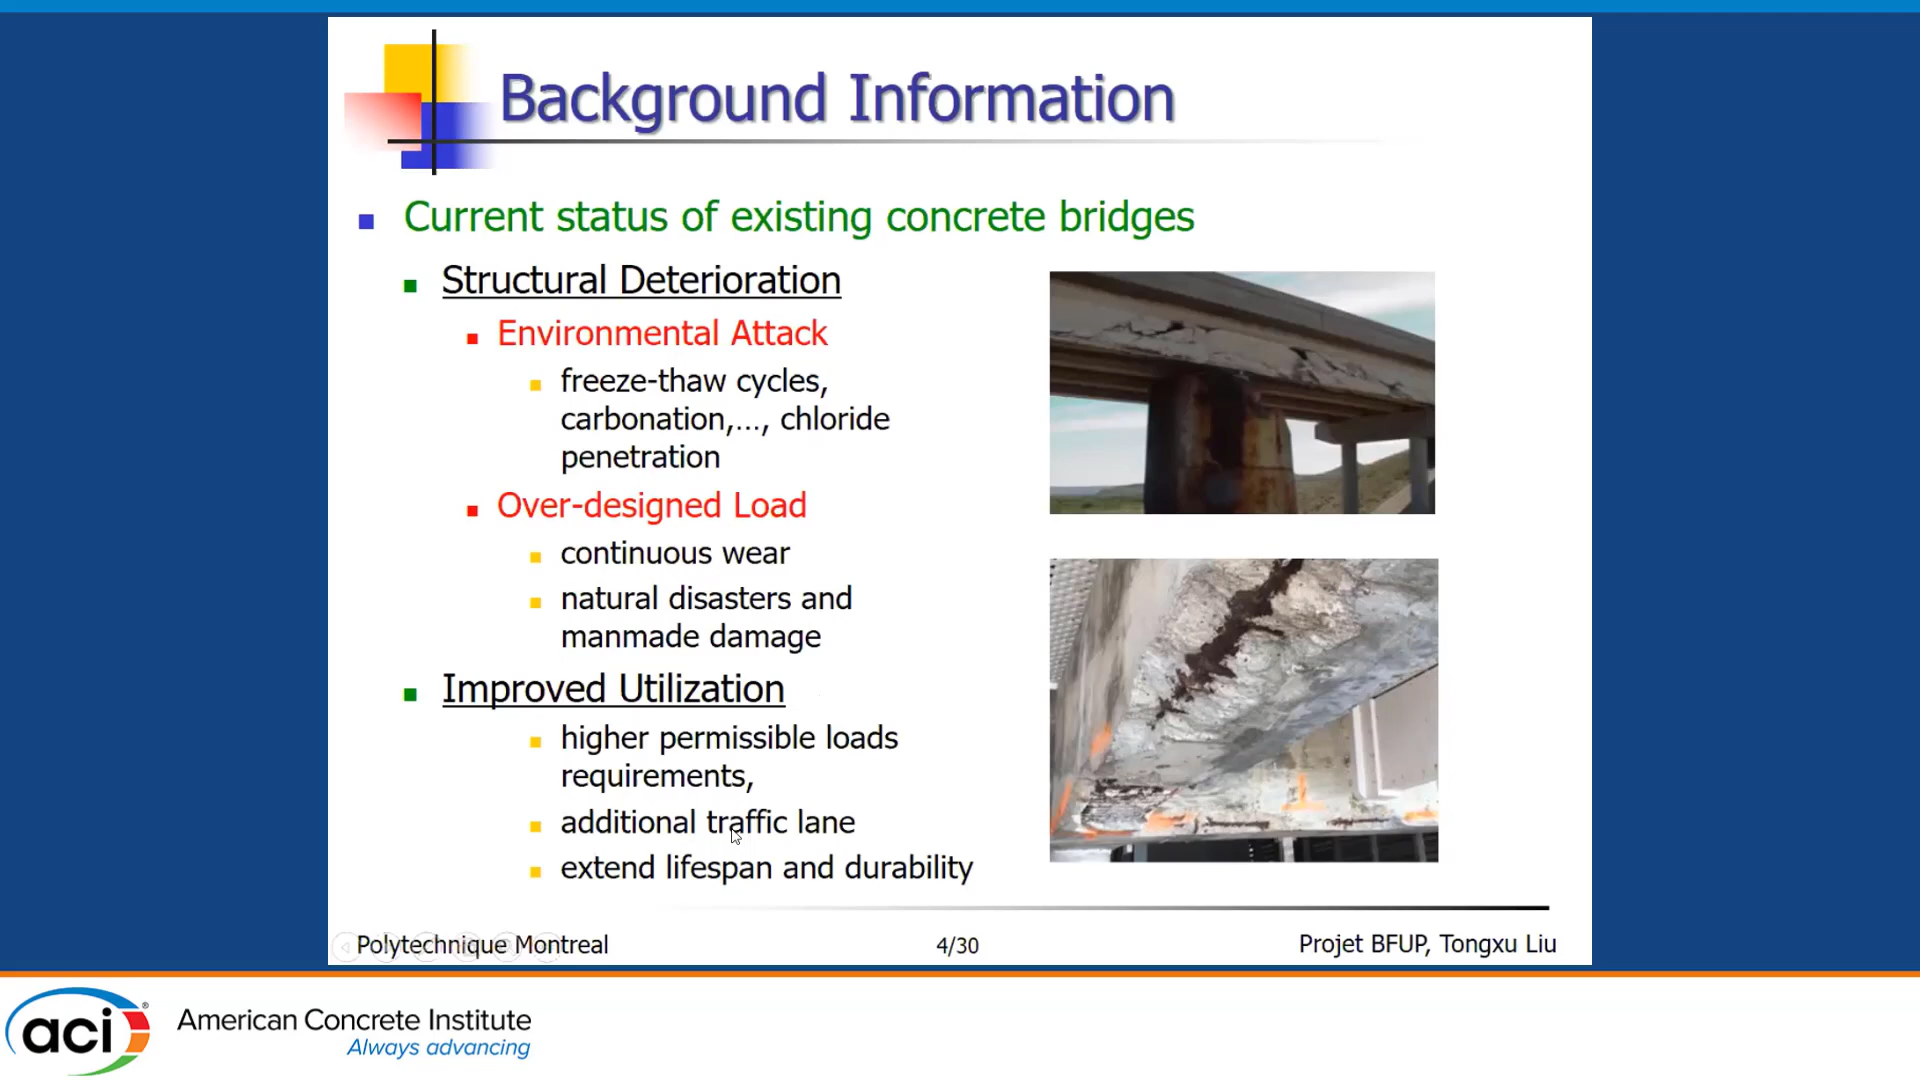 Background Information
Current status of existing concrete bridges
Structural Deterioration
Environmental Attack
freeze-thaw cycles,
carbonation,..., chloride
penetration
Over-designed Load
continuous wear
natural disasters and
manmade damage
Improved Utilization
higher permissible loads
requirements,
additional traffic lane
extend lifespan and durability
Polytechnique Montreal
4/30
Projet BFUP, Tongxu Liu
aci®
American Concrete Institute
Always advancing